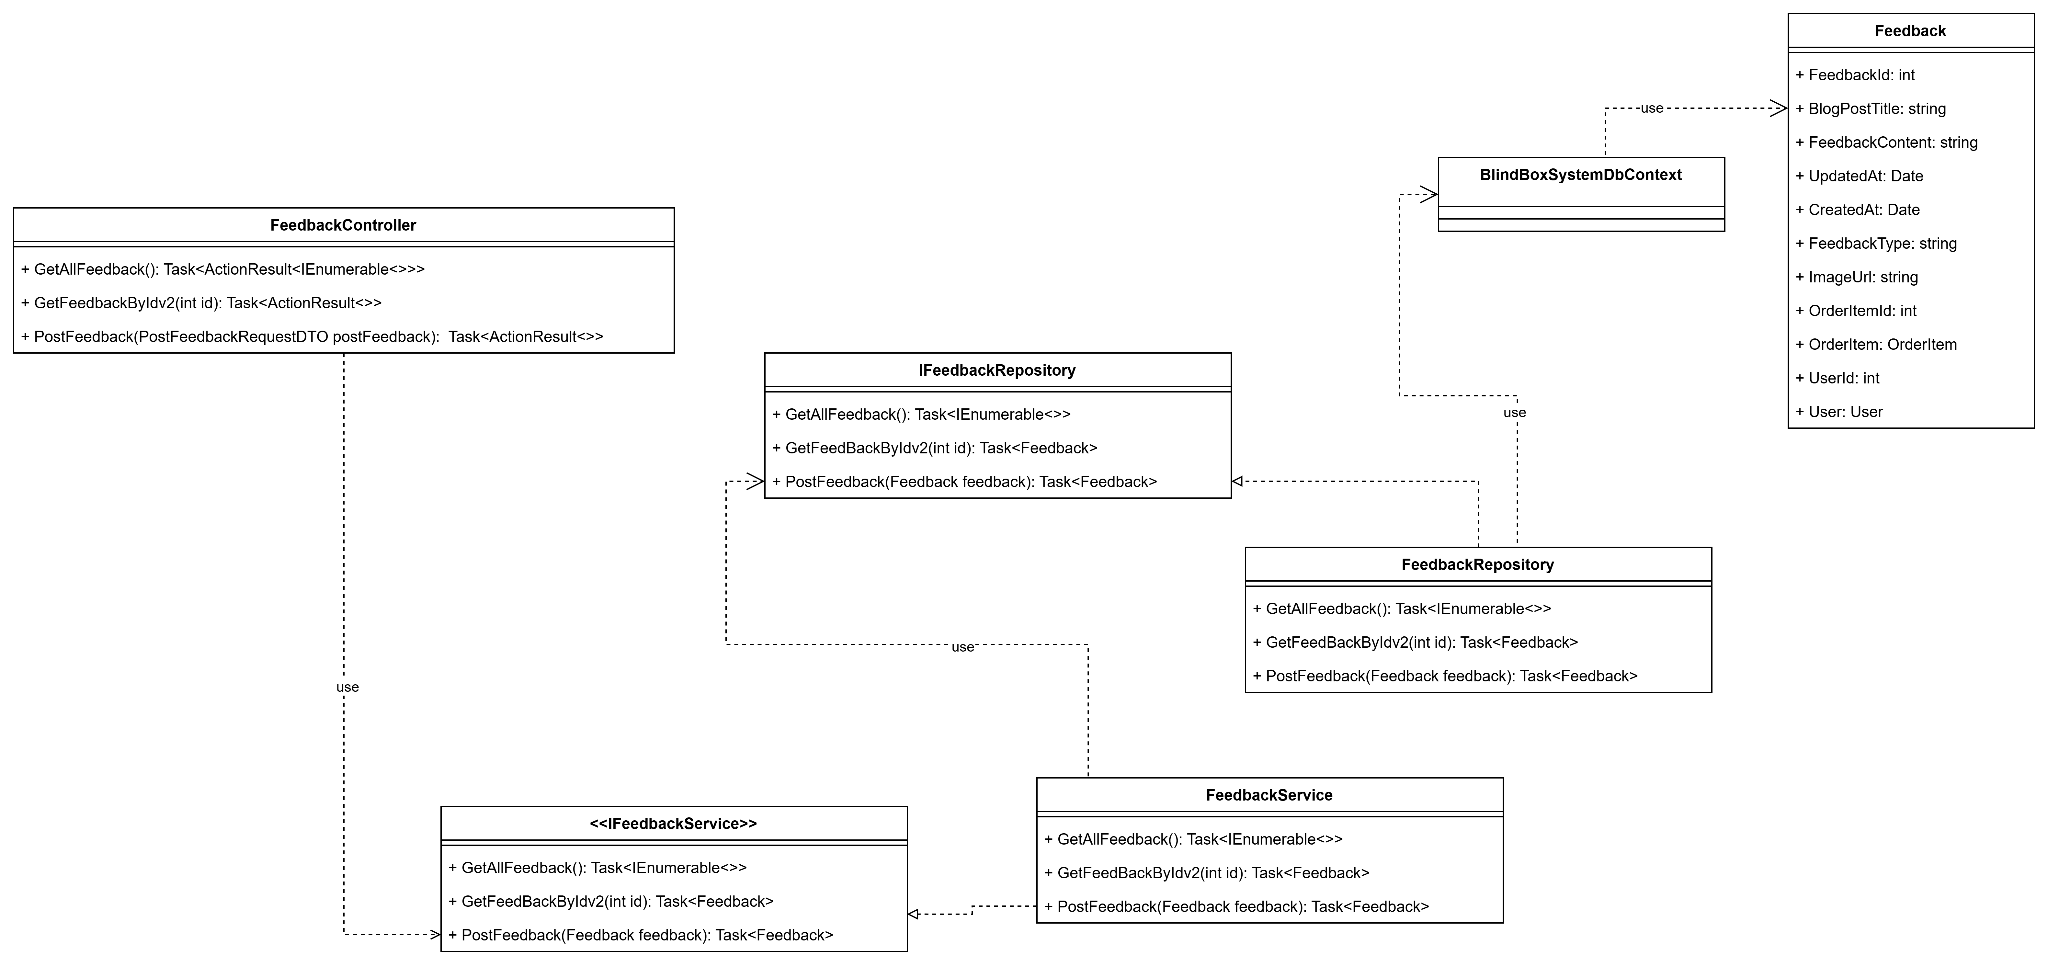 Feedback
+ FeedbackId: int
+ BlogPostTitle: string
+ FeedbackContent: string
+ UpdatedAt: Date
+ CreatedAt: Date
+ FeedbackType: string
+ ImageUrl: string
+ OrderItemId: int
+ OrderItem: OrderItem
+ UserId: int
+ User: User
use
BlindBoxSystemDbContext
FeedbackController
+ GetAllFeedback(): Task<ActionResult<IEnumerable<>>>
+ GetFeedbackByIdv2(int id): Task<ActionResult<>>
+ PostFeedback(PostFeedbackRequestDTO postFeedback):  Task<ActionResult<>>
IFeedbackRepository
+ GetAllFeedback(): Task<IEnumerable<>>
+ GetFeedBackByIdv2(int id): Task<Feedback>
+ PostFeedback(Feedback feedback): Task<Feedback>
use
FeedbackRepository
+ GetAllFeedback(): Task<IEnumerable<>>
+ GetFeedBackByIdv2(int id): Task<Feedback>
+ PostFeedback(Feedback feedback): Task<Feedback>
use
use
FeedbackService
+ GetAllFeedback(): Task<IEnumerable<>>
+ GetFeedBackByIdv2(int id): Task<Feedback>
+ PostFeedback(Feedback feedback): Task<Feedback>
<<IFeedbackService>>
+ GetAllFeedback(): Task<IEnumerable<>>
+ GetFeedBackByIdv2(int id): Task<Feedback>
+ PostFeedback(Feedback feedback): Task<Feedback>